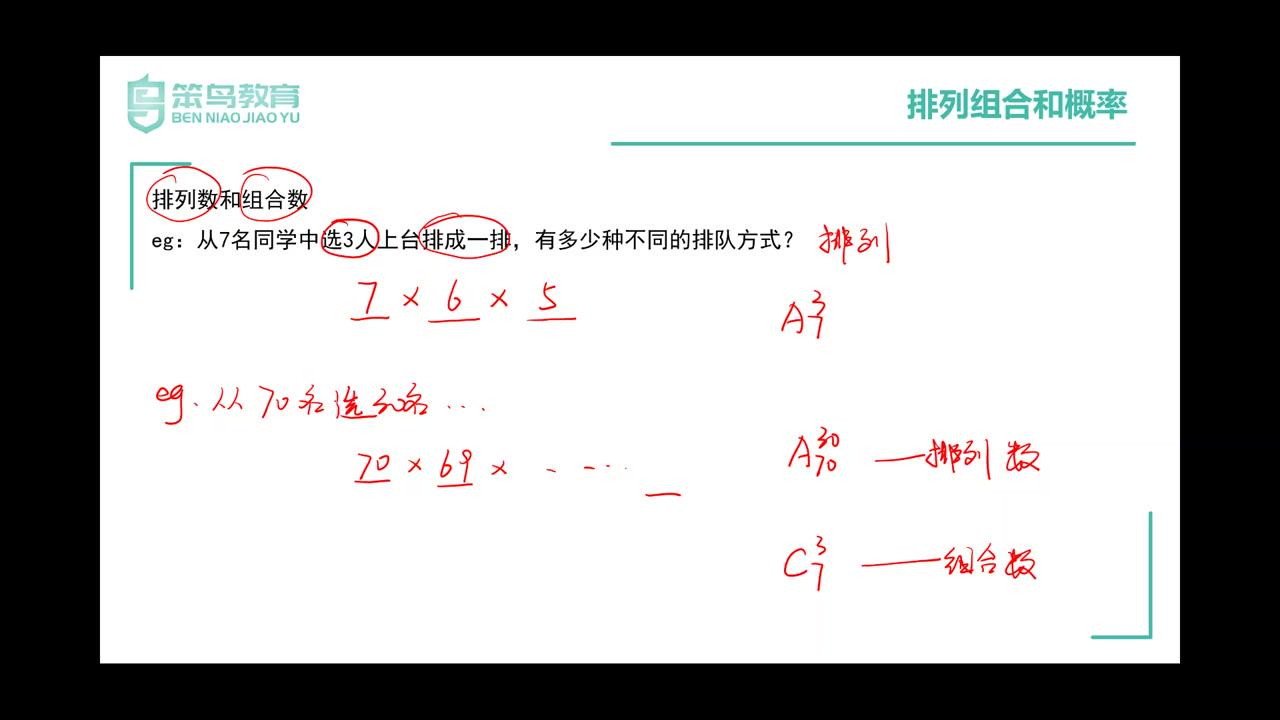 笨鸟教育
BEN NIAO JIAO YU
排列组合和概率
排列数和组合数
eg: 从7名同学中选3人上台排成一排，有多少种不同的排队方式？ 排列
7 × 6 × 5
A₇³
eg. 从70名选30名 ...
70 × 69 × ......
A₇₀³⁰ —— 排列数
C₇³ —— 组合数